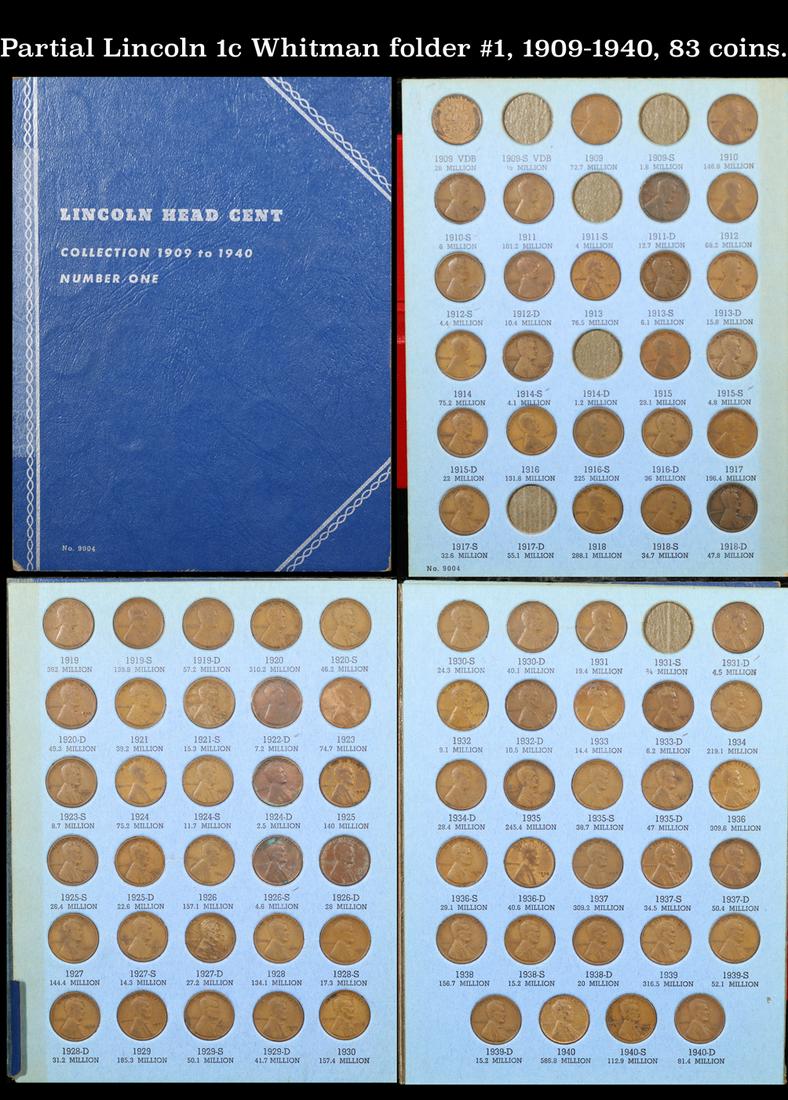 Partial Lincoln 1c Whitman folder #1, 1909-1940, 83 coins.
LINCOLN HEAD CENT
COLLECTION 1909 to 1940
NUMBER ONE
No. 9004
1909 VDB 1909-S VDB 1909 1909-S 1910
28 MILLION ½ MILLION 72.7 MILLION 1.8 MILLION 146.8 MILLION
1910-S 1911 1911-S 1911-D 1912
6 MILLION 101.2 MILLION 4 MILLION 12.7 MILLION 68.2 MILLION
1912-S 1912-D 1913 1913-S 1913-D
4.4 MILLION 10.4 MILLION 76.5 MILLION 6.1 MILLION 15.8 MILLION
1914 1914-S 1914-D 1915 1915-S
75.2 MILLION 4.1 MILLION 1.2 MILLION 29.1 MILLION 4.8 MILLION
1915-D 1916 1916-S 1916-D 1917
22 MILLION 131.8 MILLION 225 MILLION 36 MILLION 196.4 MILLION
1917-S 1917-D 1918 1918-S 1918-D
32.6 MILLION 55.1 MILLION 288.1 MILLION 34.7 MILLION 47.8 MILLION
No. 9004
1919 1919-S 1919-D 1920 1920-S
392 MILLION 139.8 MILLION 57.2 MILLION 310.2 MILLION 46.2 MILLION
1920-D 1921 1921-S 1922-D 1923
49.3 MILLION 39.2 MILLION 15.3 MILLION 7.2 MILLION 74.7 MILLION
1923-S 1924 1924-S 1924-D 1925
8.7 MILLION 75.2 MILLION 11.7 MILLION 2.5 MILLION 140 MILLION
1925-S 1925-D 1926 1926-S 1926-D
26.4 MILLION 22.6 MILLION 157.1 MILLION 4.6 MILLION 28 MILLION
1927 1927-S 1927-D 1928 1928-S
144.4 MILLION 14.3 MILLION 27.2 MILLION 134.1 MILLION 17.3 MILLION
1928-D 1929 1929-S 1929-D 1930
31.2 MILLION 185.3 MILLION 50.1 MILLION 41.7 MILLION 157.4 MILLION
1930-S 1930-D 1931 1931-S 1931-D
24.3 MILLION 40.1 MILLION 19.4 MILLION ¾ MILLION 4.5 MILLION
1932 1932-D 1933 1933-D 1934
9.1 MILLION 10.5 MILLION 14.4 MILLION 6.2 MILLION 219.1 MILLION
1934-D 1935 1935-S 1935-D 1936
28.4 MILLION 245.4 MILLION 38.7 MILLION 47 MILLION 309.6 MILLION
1936-S 1936-D 1937 1937-S 1937-D
29.1 MILLION 40.6 MILLION 309.2 MILLION 34.5 MILLION 50.4 MILLION
1938 1938-S 1938-D 1939 1939-S
156.7 MILLION 15.2 MILLION 20 MILLION 316.5 MILLION 52.1 MILLION
1939-D 1940 1940-S 1940-D
15.2 MILLION 586.8 MILLION 112.9 MILLION 81.4 MILLION